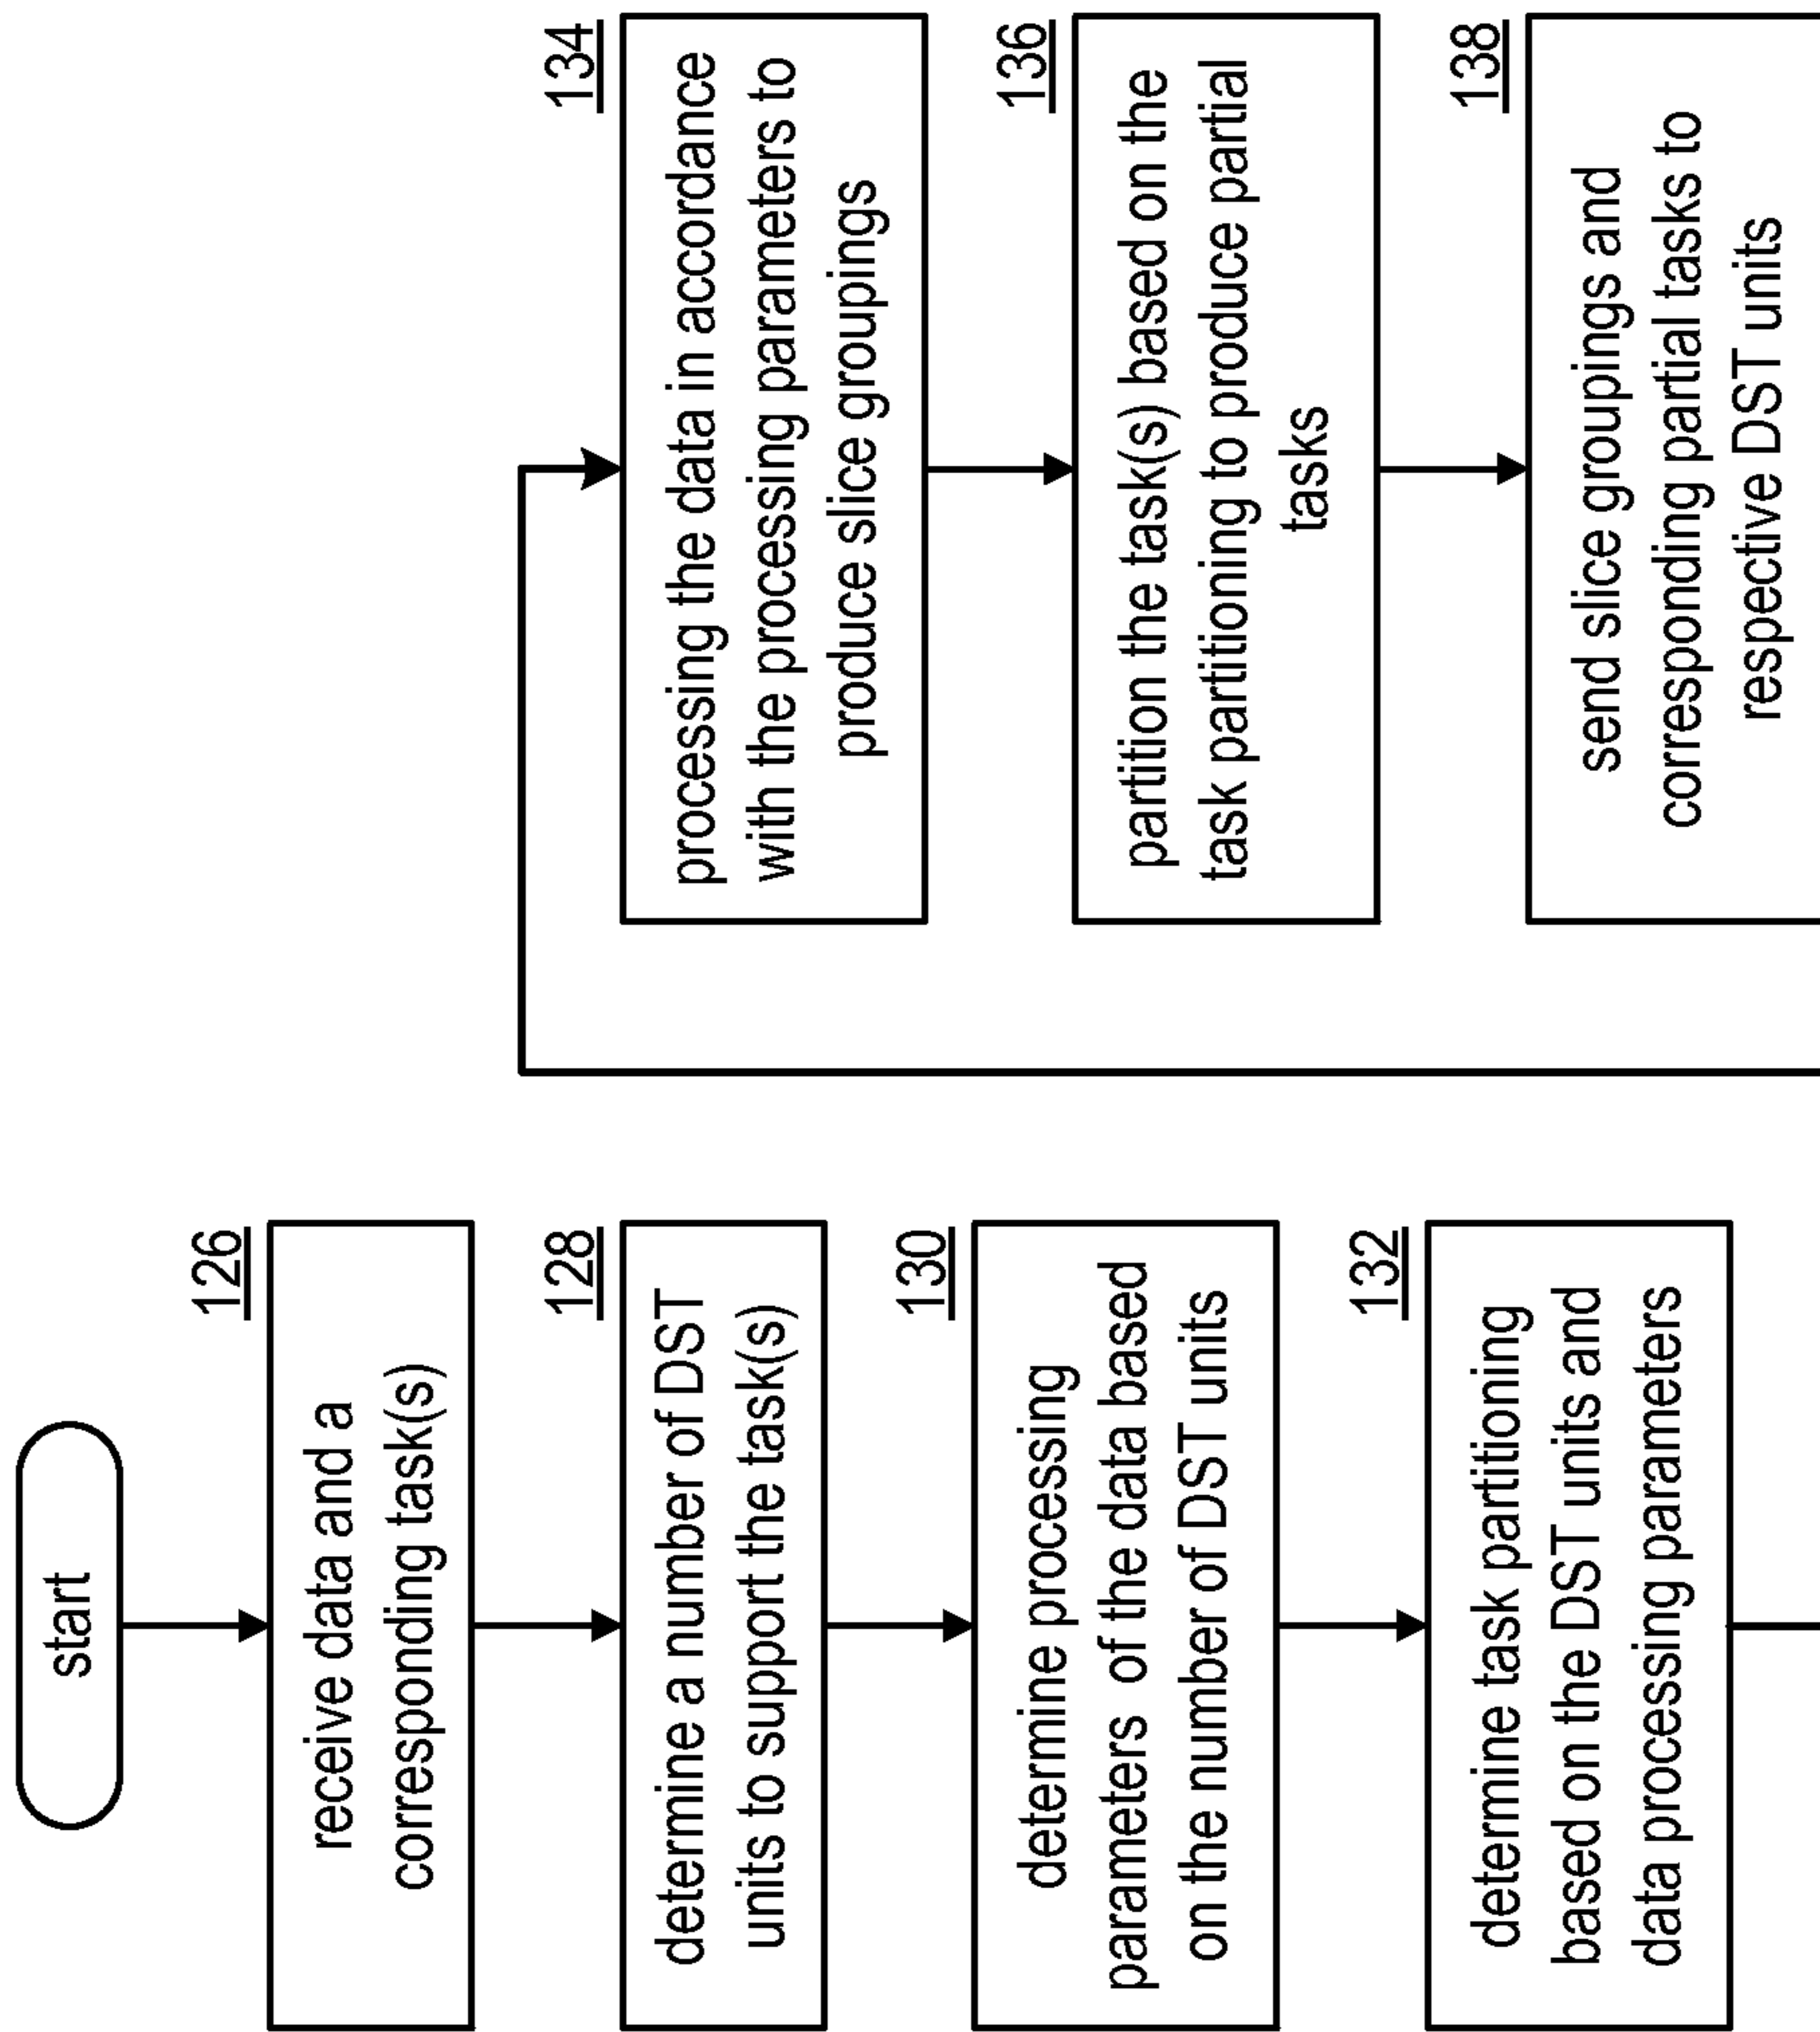 start
126
receive data and a
corresponding task(s)
128
determine a number of DST
units to support the task(s)
130
determine processing
parameters of the data based
on the number of DST units
132
determine task partitioning
based on the DST units and
data processing parameters
134
processing the data in accordance
with the processing parameters to
produce slice groupings
136
partition the task(s) based on the
task partitioning to produce partial
tasks
138
send slice groupings and
corresponding partial tasks to
respective DST units